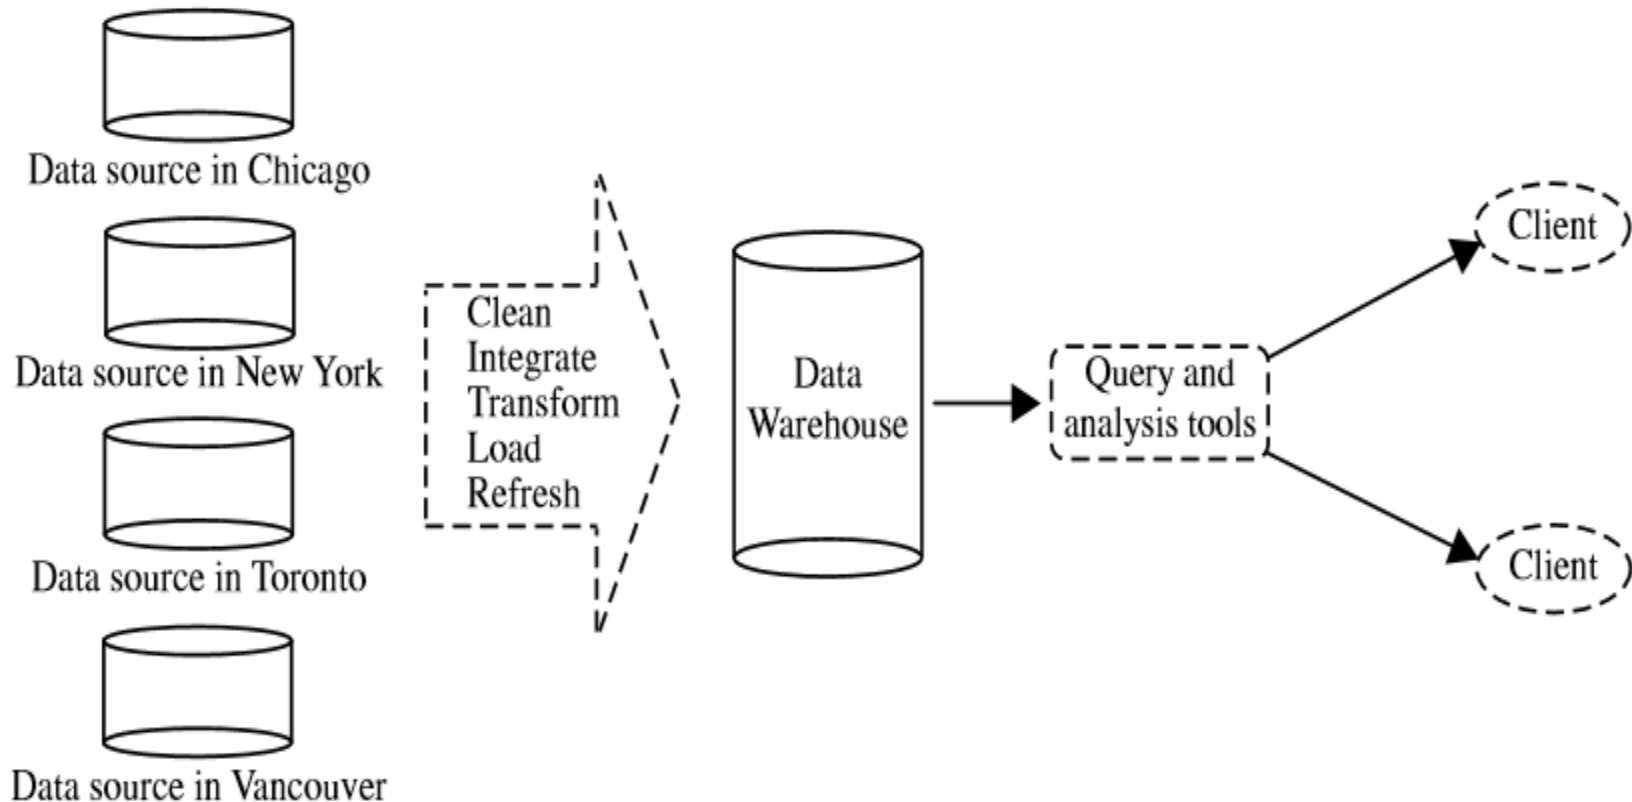 Data source in Chicago
Data source in New York
Data source in Toronto
Data source in Vancouver
Clean
Integrate
Transform
Load
Refresh
Data
Warehouse
Query and
analysis tools
Client
Client